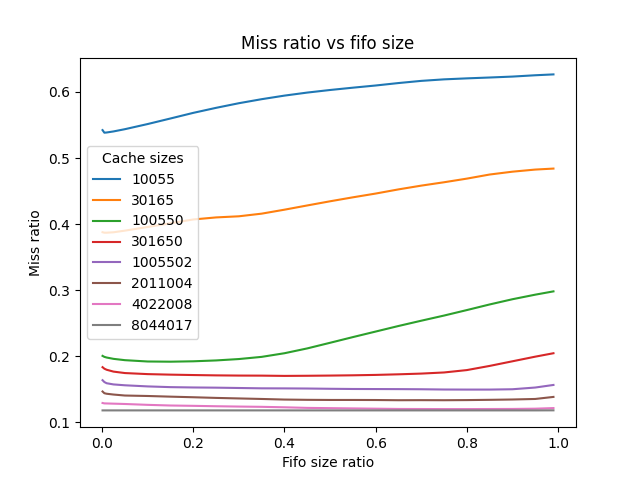 Miss ratio vs fifo size
Miss ratio
0.6
0.5
0.4
0.3
0.2
0.1
Cache sizes
10055
30165
100550
301650
1005502
2011004
4022008
8044017
0.0 0.2 0.4 0.6 0.8 1.0
Fifo size ratio